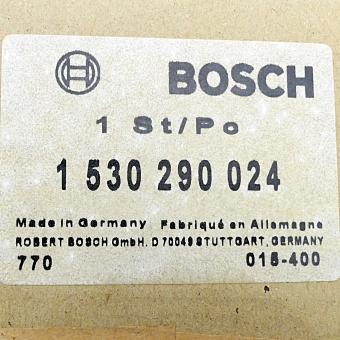 BOSCH
1 St/Po
1 530 290 024
Made in Germany Fabriqué en Allemagne
ROBERT BOSCH GmbH. D 70049 STUTTGART, GERMANY
770 015-400